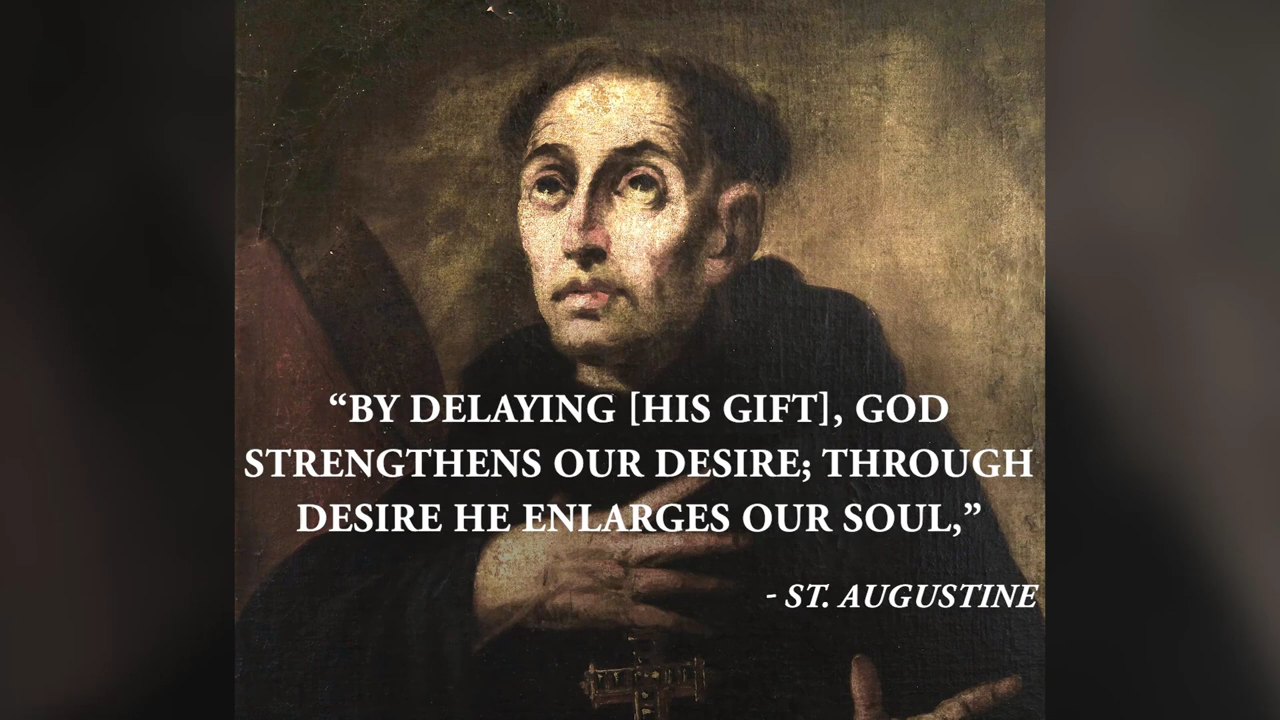 “BY DELAYING [HIS GIFT], GOD
STRENGTHENS OUR DESIRE; THROUGH
DESIRE HE ENLARGES OUR SOUL,”
- ST. AUGUSTINE